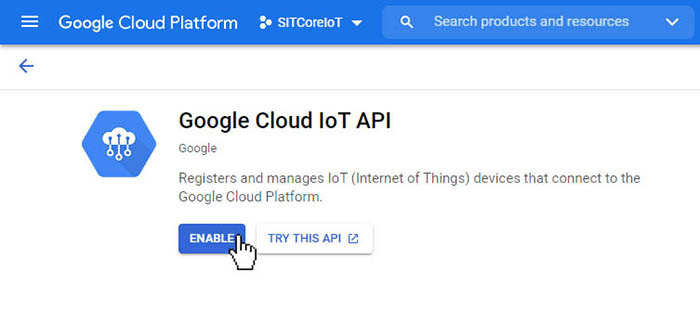 Google Cloud Platform SITCoreIoT Search products and resources
Google Cloud IoT API
Google
Registers and manages IoT (Internet of Things) devices that connect to the
Google Cloud Platform.
ENABLE TRY THIS API